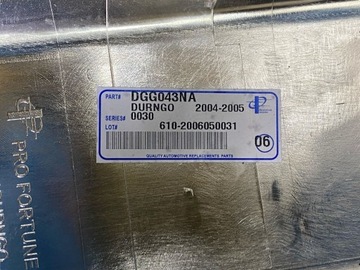 PART# DGG043NA
DURNGO 2004-2005
SERIES# 0030
LOT# 610-2006050031
06
QUALITY AUTOMOTIVE REPLACEMENT PARTS
PRO FORTUNE